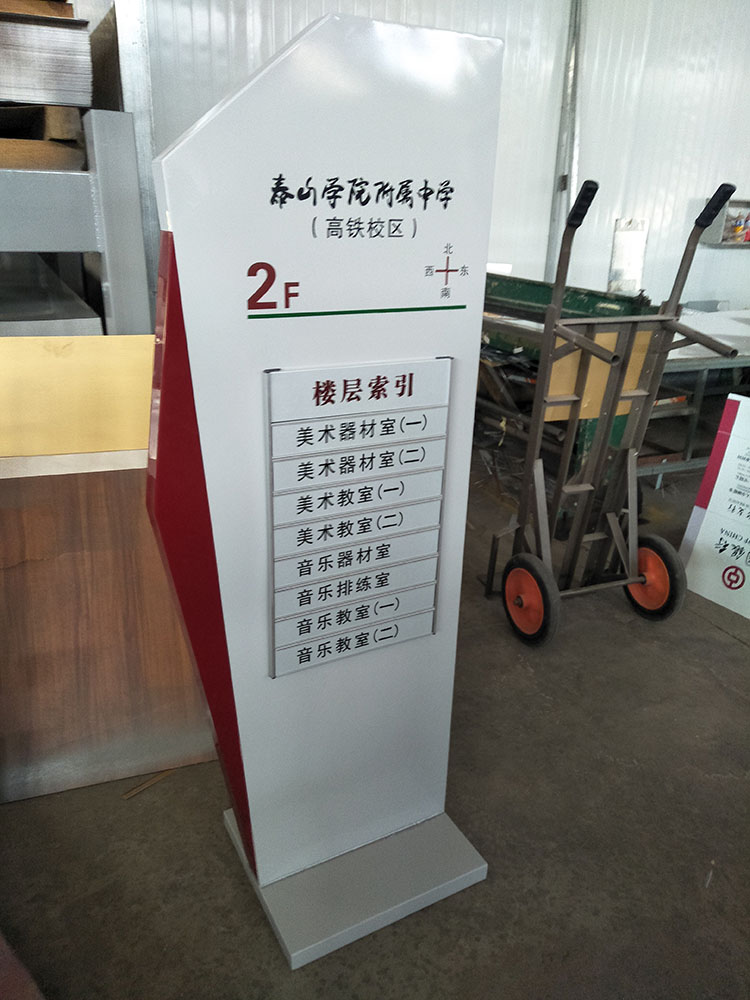 泰山学院附属中学
(高铁校区)
2F
北
西 东
南
楼层索引
美术器材室(一)
美术器材室(二)
美术教室(一)
美术教室(二)
音乐器材室
音乐排练室
音乐教室(一)
音乐教室(二)
OF CHINA